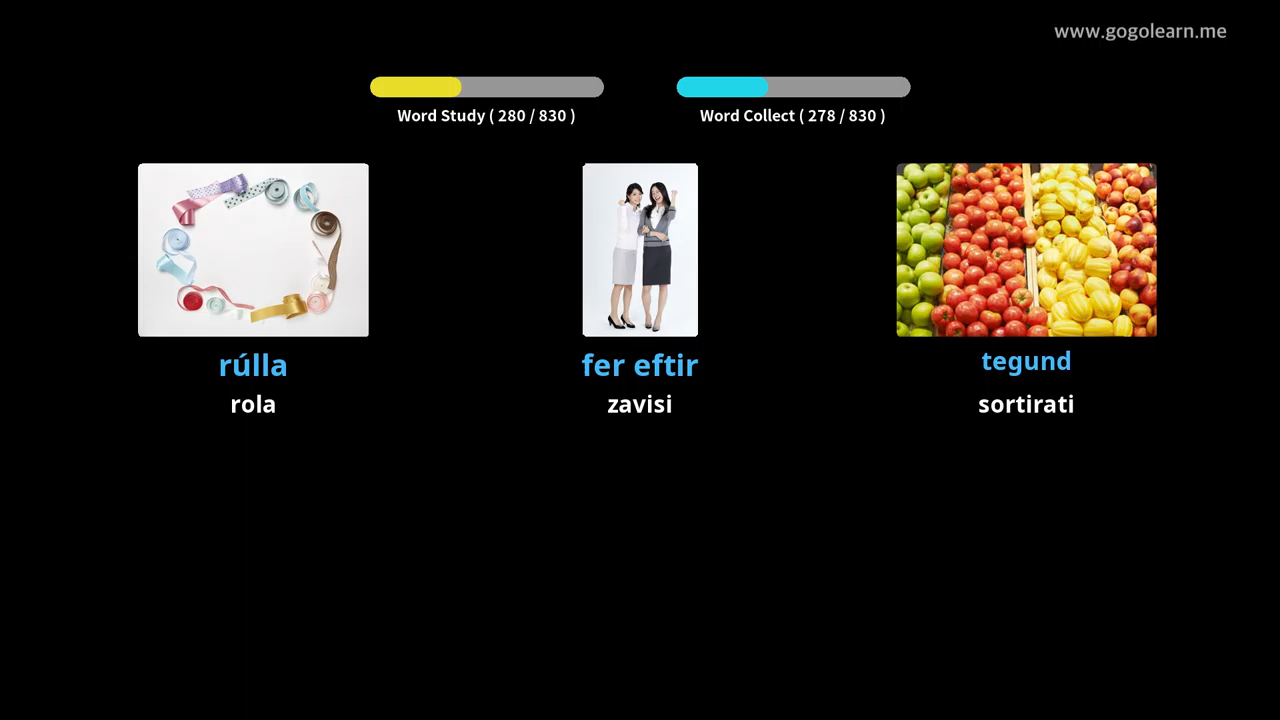 www.gogolearn.me
Word Study ( 280 / 830 )
Word Collect ( 278 / 830 )
rúlla
rola
fer eftir
zavisi
tegund
sortirati